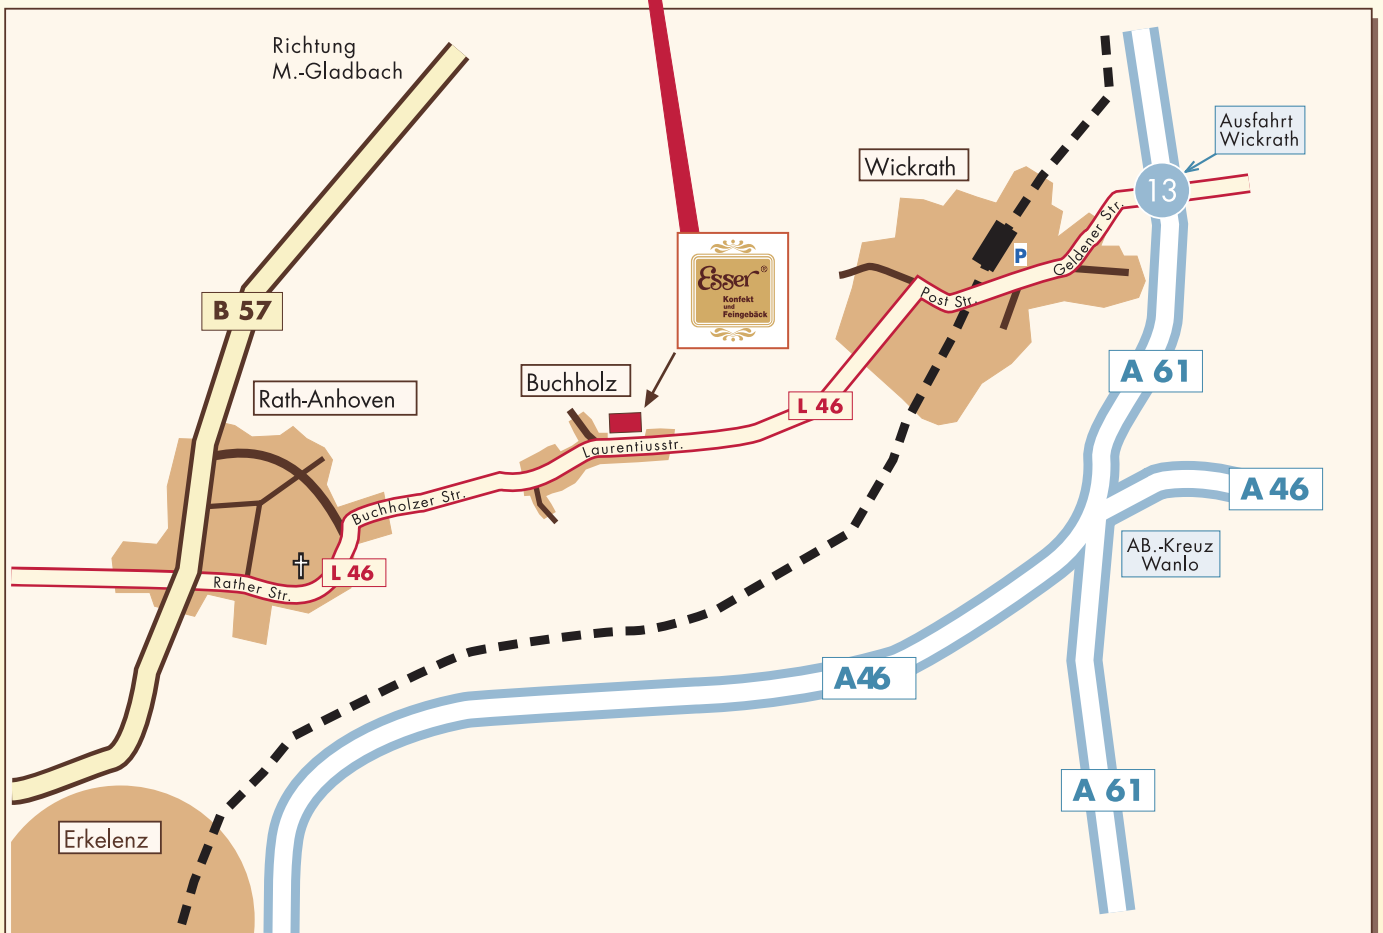 Richtung
M.-Gladbach
Ausfahrt
Wickrath
Wickrath
13
Geldener Str.
P
Esser®
Konfekt
und
Feingebäck
Post Str.
B 57
A 61
Buchholz
Rath-Anhoven
L 46
Laurentiusstr.
A 46
Buchholzer Str.
AB.-Kreuz
Wanlo
L 46
Rather Str.
A46
A 61
Erkelenz